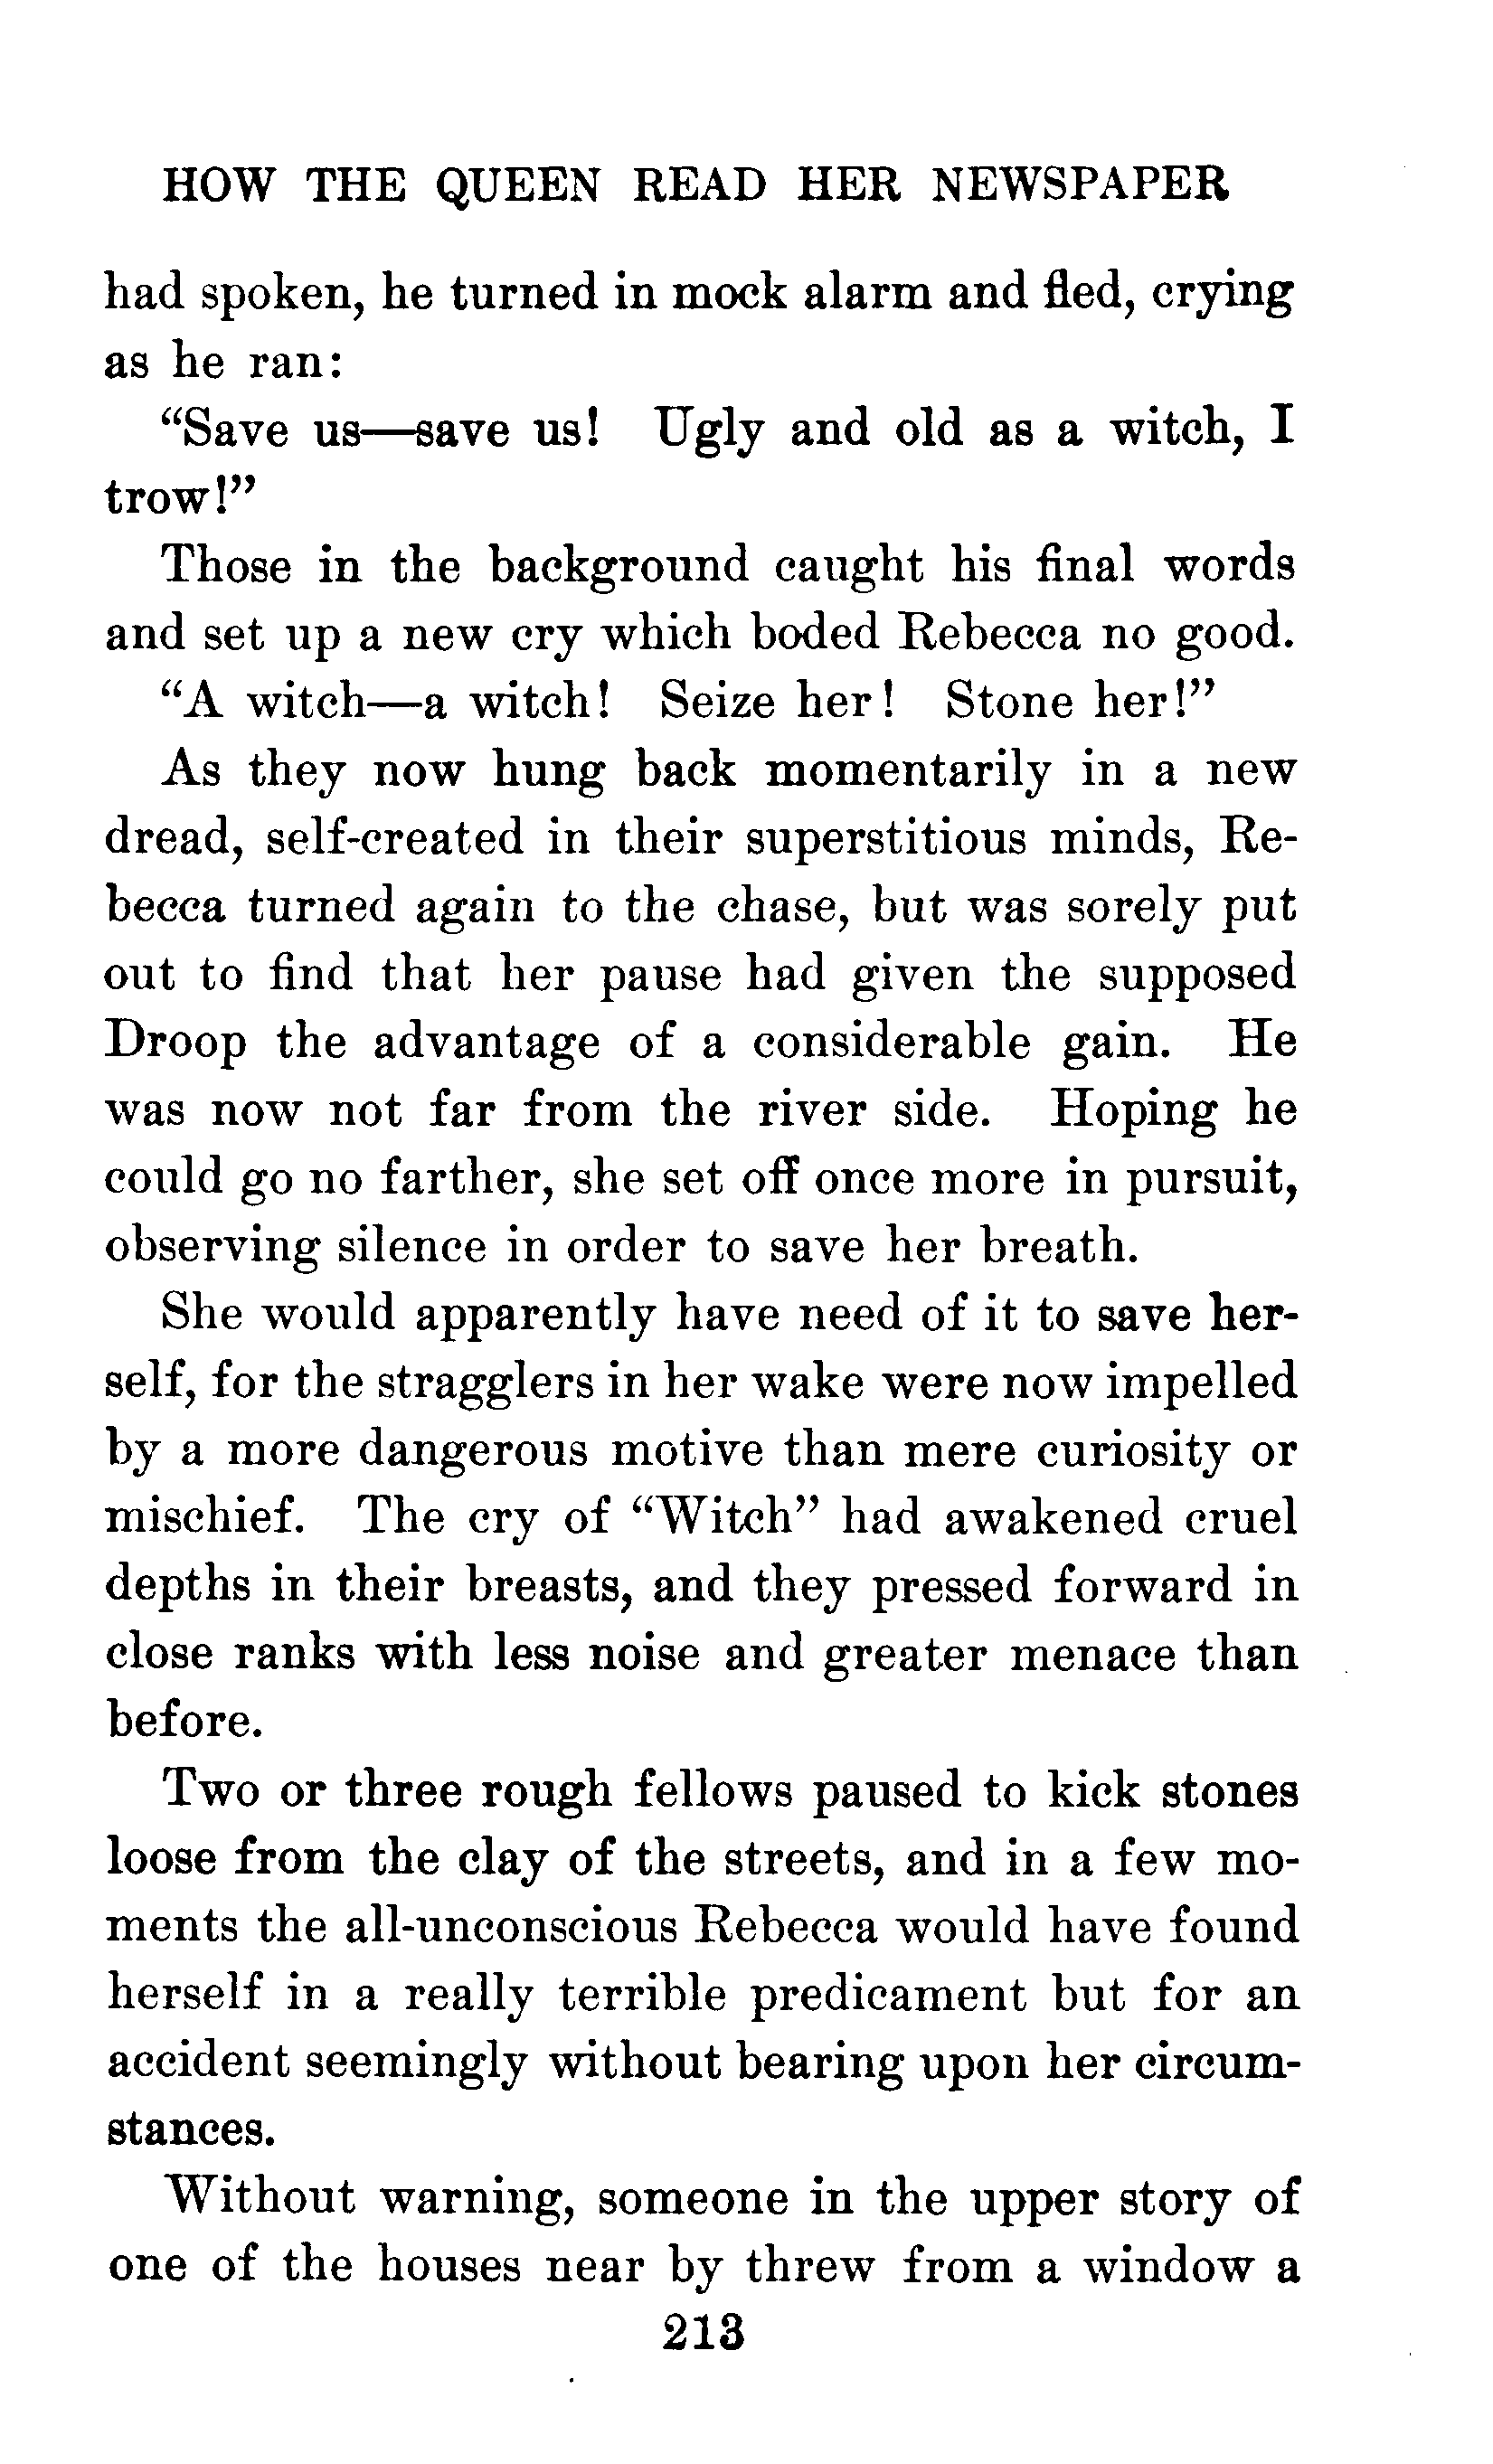 HOW THE QUEEN READ HER NEWSPAPER
had spoken, he turned in mock alarm and fled, crying
as he ran:
“Save us—save us! Ugly and old as a witch, I
trow!”
Those in the background caught his final words
and set up a new cry which boded Rebecca no good.
“A witch—a witch! Seize her! Stone her!”
As they now hung back momentarily in a new
dread, self-created in their superstitious minds, Re-
becca turned again to the chase, but was sorely put
out to find that her pause had given the supposed
Droop the advantage of a considerable gain. He
was now not far from the river side. Hoping he
could go no farther, she set off once more in pursuit,
observing silence in order to save her breath.
She would apparently have need of it to save her-
self, for the stragglers in her wake were now impelled
by a more dangerous motive than mere curiosity or
mischief. The cry of “Witch” had awakened cruel
depths in their breasts, and they pressed forward in
close ranks with less noise and greater menace than
before.
Two or three rough fellows paused to kick stones
loose from the clay of the streets, and in a few mo-
ments the all-unconscious Rebecca would have found
herself in a really terrible predicament but for an
accident seemingly without bearing upon her circum-
stances.
Without warning, someone in the upper story of
one of the houses near by threw from a window a
213